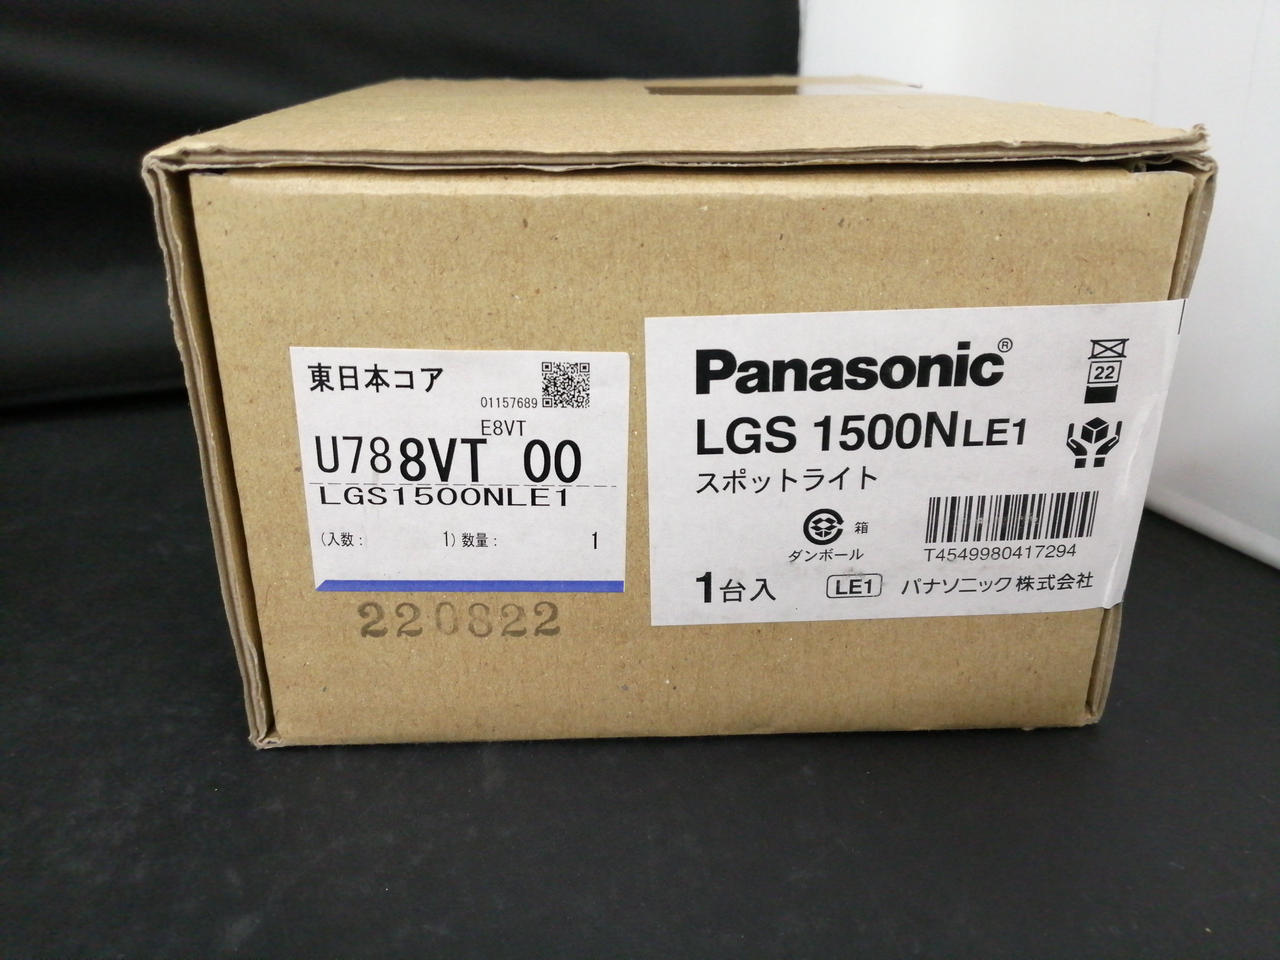 東日本コア
01157689
E8VT
U788VT 00
LGS1500NLE1
(入数: 1) 数量: 1
220822
Panasonic®
LGS 1500NLE1
スポットライト
22
箱
ダンボール
T4549980417294
1台入
LE1
パナソニック株式会社